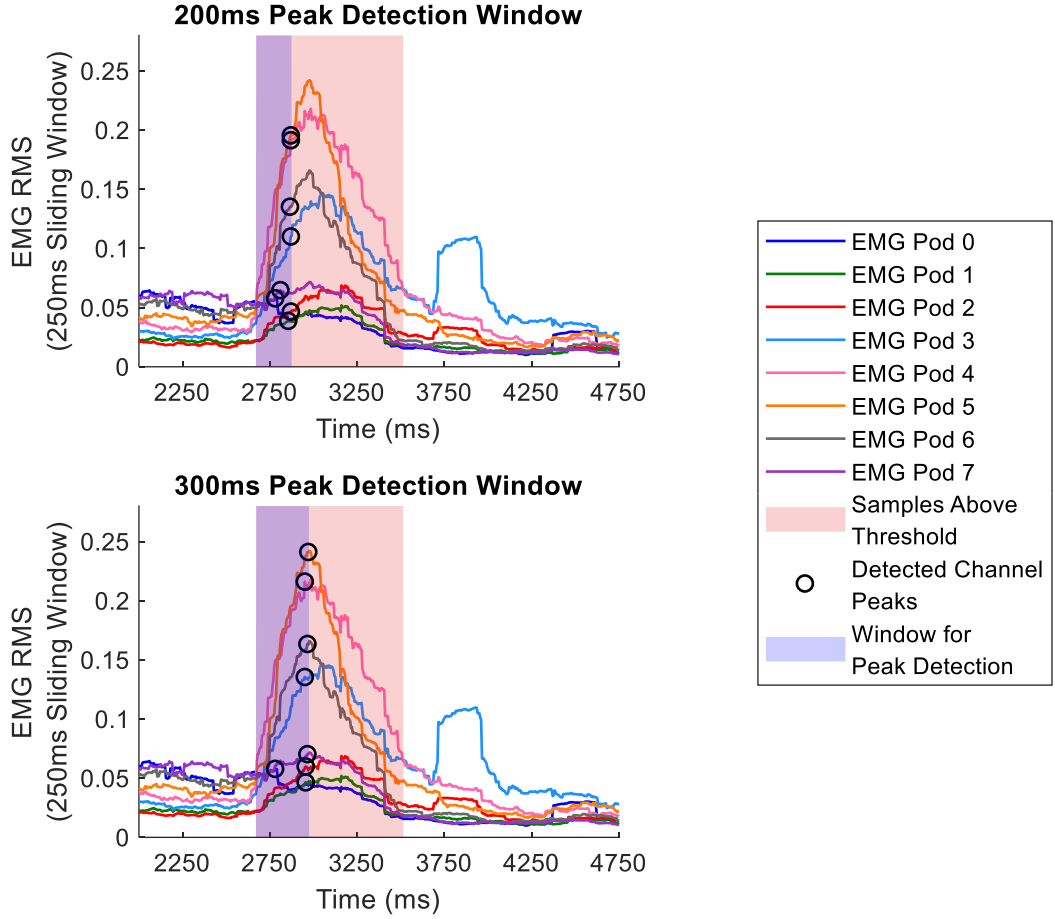 200ms Peak Detection Window
EMG RMS
(250ms Sliding Window)
0.25
0.2
0.15
0.1
0.05
0
2250 2750 3250 3750 4250 4750
Time (ms)
300ms Peak Detection Window
EMG RMS
(250ms Sliding Window)
0.25
0.2
0.15
0.1
0.05
0
2250 2750 3250 3750 4250 4750
Time (ms)
EMG Pod 0
EMG Pod 1
EMG Pod 2
EMG Pod 3
EMG Pod 4
EMG Pod 5
EMG Pod 6
EMG Pod 7
Samples Above
Threshold
Detected Channel
Peaks
Window for
Peak Detection